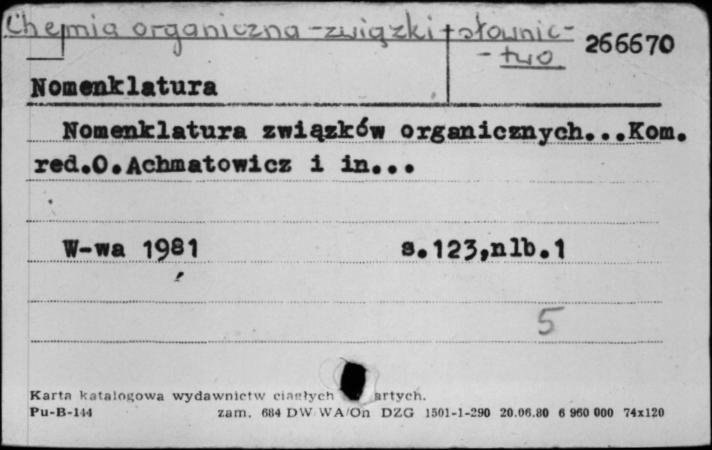 Chemia organiczna - związki + słownic-
- two
266670
Nomenklatura
Nomenklatura związków organicznych...Kom.
red.O.Achmatowicz i in...
W-wa 1981 s.123,nlb.1
5
Karta katalogowa wydawnictw ciągłych artych.
Pu-B-144 zam. 684 DW WA/On DZG 1501-1-290 20.06.80 6 960 000 74x120